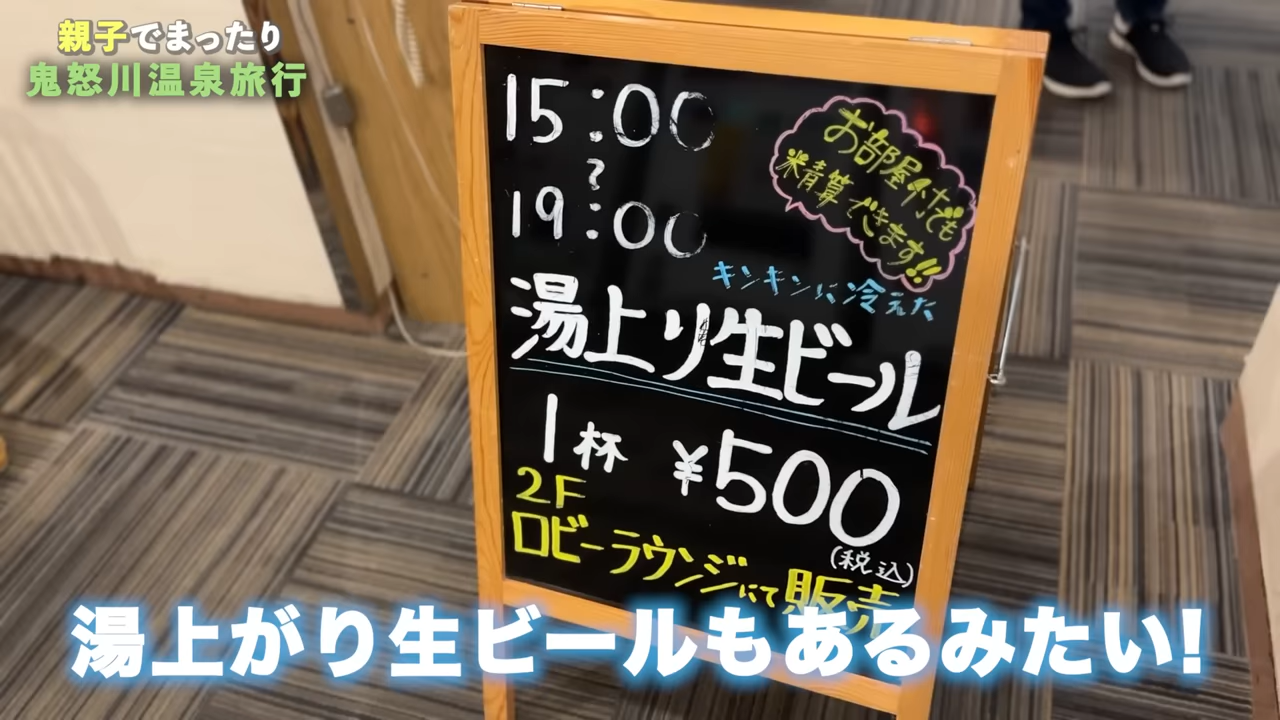 親子でまったり
鬼怒川温泉旅行
15:00
~
19:00
お部屋付でも
精算できます!!
キンキンに冷えた
湯上り生ビール
1杯 ¥500
(税込)
2F
ロビーラウンジにて販売
湯上がり生ビールもあるみたい!